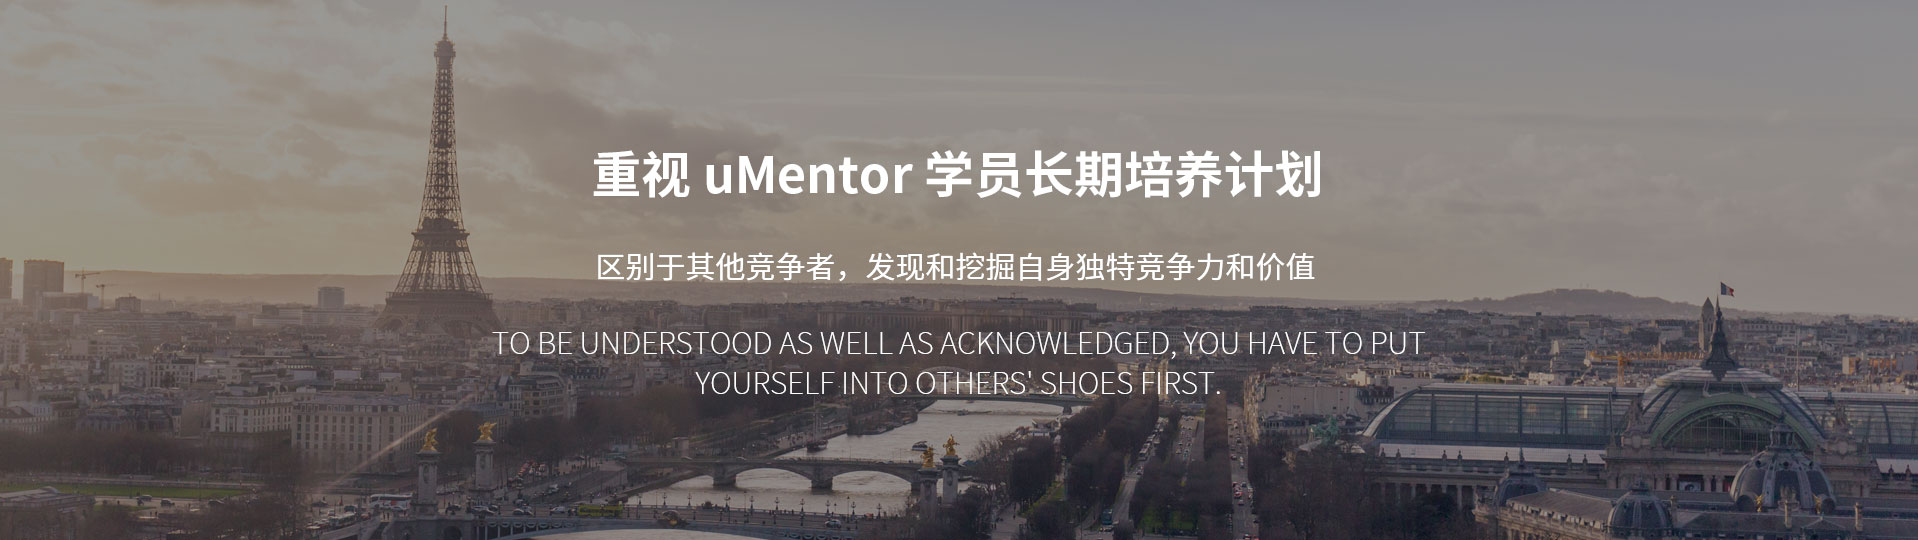 重视 uMentor 学员长期培养计划
区别于其他竞争者，发现和挖掘自身独特竞争力和价值
TO BE UNDERSTOOD AS WELL AS ACKNOWLEDGED, YOU HAVE TO PUT
YOURSELF INTO OTHERS' SHOES FIRST.